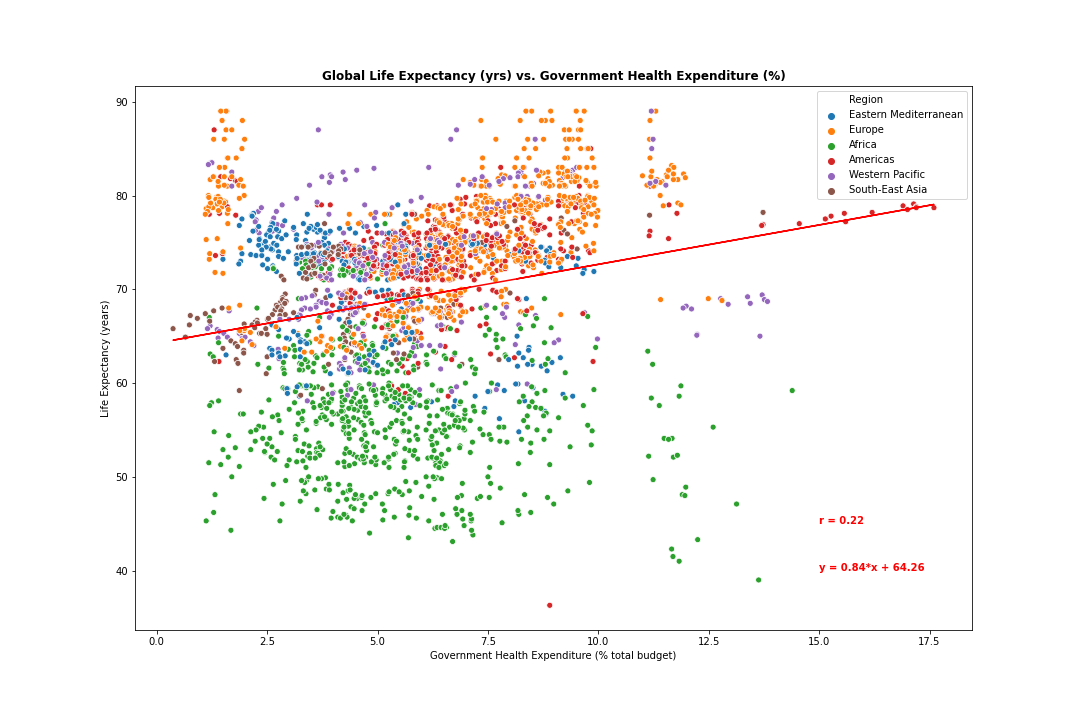 Global Life Expectancy (yrs) vs. Government Health Expenditure (%)
Region
Eastern Mediterranean
Europe
Africa
Americas
Western Pacific
South-East Asia
90
80
70
60
50
40
Life Expectancy (years)
r = 0.22
y = 0.84*x + 64.26
0.0 2.5 5.0 7.5 10.0 12.5 15.0 17.5
Government Health Expenditure (% total budget)